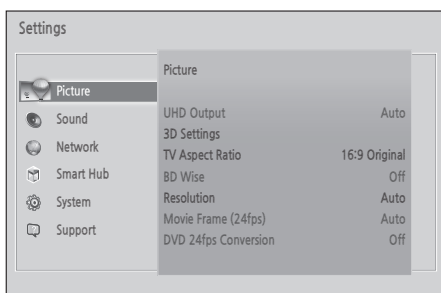 Settings
Picture
Sound
Network
Smart Hub
System
Support
Picture
UHD Output Auto
3D Settings
TV Aspect Ratio 16:9 Original
BD Wise Off
Resolution Auto
Movie Frame (24fps) Auto
DVD 24fps Conversion Off